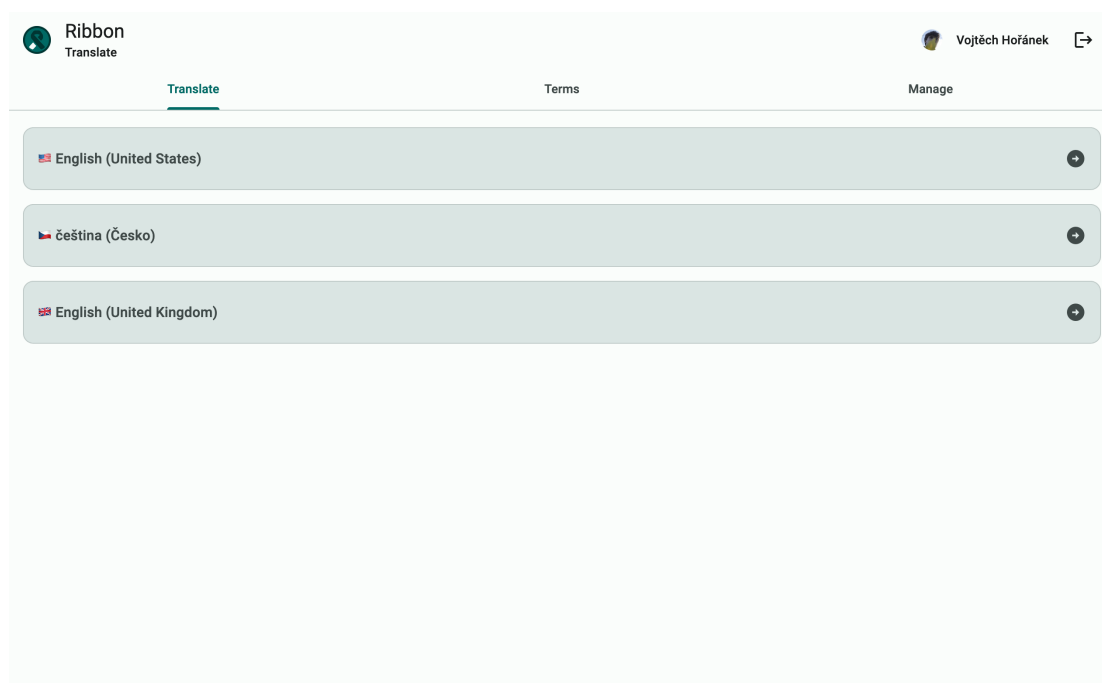 Ribbon
Translate
Vojtěch Hořánek
Translate
Terms
Manage
English (United States)
čeština (Česko)
English (United Kingdom)